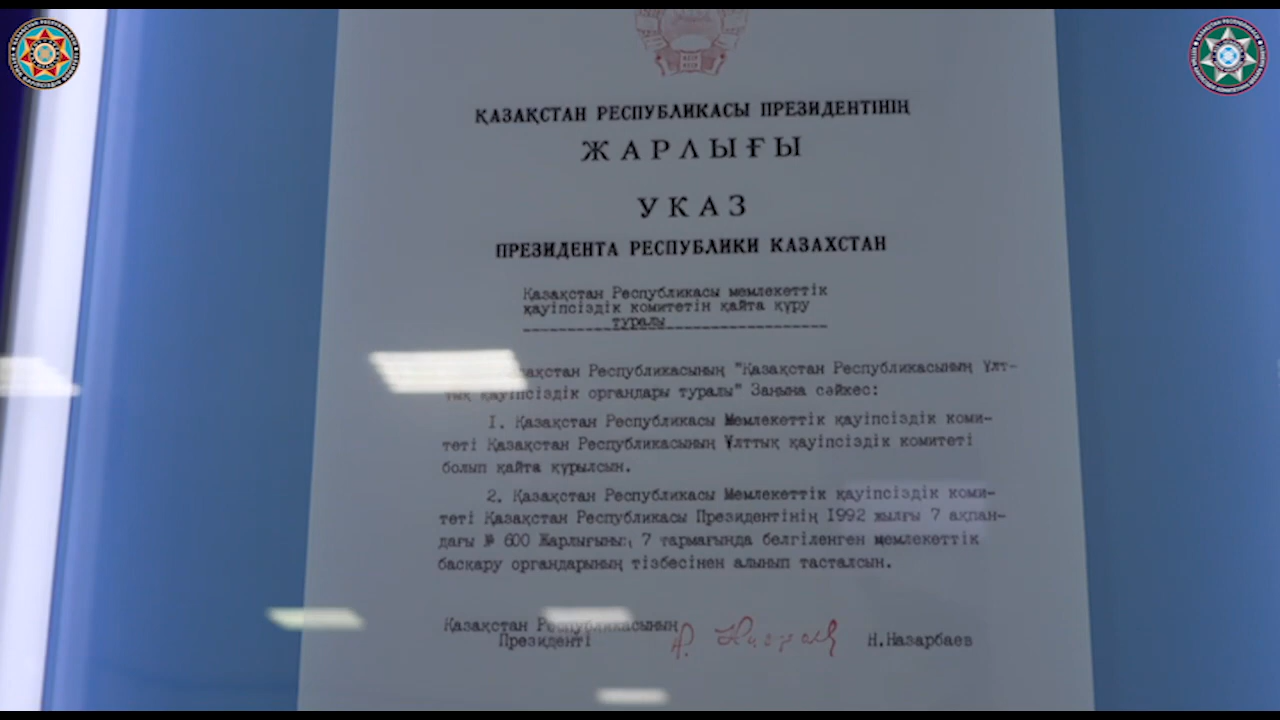 ҚАЗАҚСТАН РЕСПУБЛИКАСЫ ПРЕЗИДЕНТІНІҢ
ЖАРЛЫҒЫ
УКАЗ
ПРЕЗИДЕНТА РЕСПУБЛИКИ КАЗАХСТАН
Қазақстан Республикасы мемлекеттік
қауіпсіздік комитетін қайта құру
туралы
Республикасының "Қазақстан Республикасының Ұлт-
тық қауіпсіздік органдары туралы" Заңына сәйкес:
1. Қазақстан Республикасы Мемлекеттік қауіпсіздік коми-
теті Қазақстан Республикасының Ұлттық қауіпсіздік комитеті
болып қайта құрылсын.
2. Қазақстан Республикасы Мемлекеттік қауіпсіздік коми-
теті Қазақстан Республикасы Президентінің 1992 жылғы 7 ақпан-
дағы № 600 Жарлығының 7 тармағында белгіленген мемлекеттік
басқару органдарының тізбесінен алынып тасталсын.
Қазақстан Республикасының
Президенті Н.Назарбаев